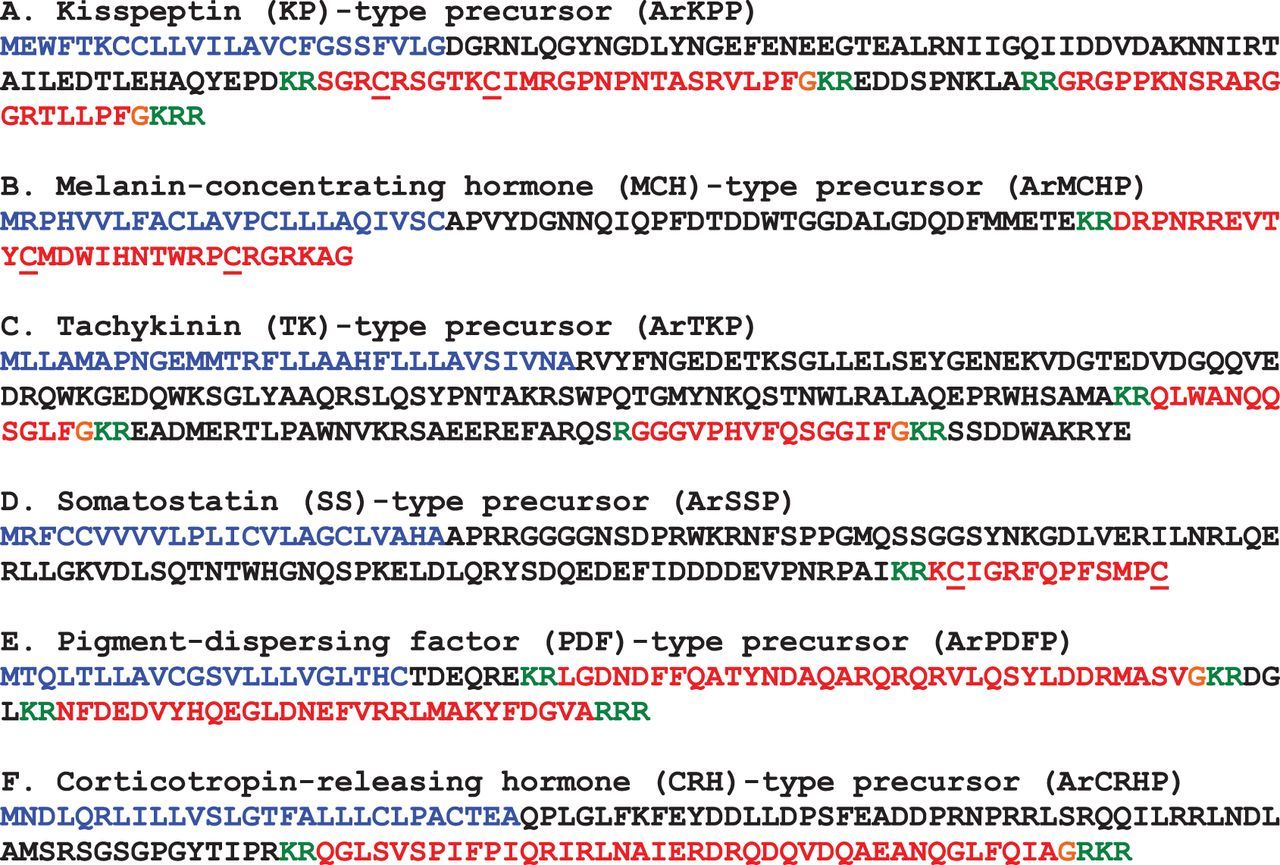 A. Kisspeptin (KP)-type precursor (ArKPP)
MEWFTKCCLLVILAVCFGSSFVLGDGRNLQGYNGDLYNGEFENEEGTEALRNIIGQIIDDVDAKNNIRT
AILEDTLEHAQYEPDKRSGRCRSGTKCIMRGPNPNTASRVLPFGKREDDSPNKLARRGRGPPKNSRARG
GRTLLPFGKRR
B. Melanin-concentrating hormone (MCH)-type precursor (ArMCHP)
MRPHVVLFACLAVPCLLLAQIVSCAPVYDGNNQIQPFDTDDWTGGDALGDQDFMMETEKRDRPNRREVT
YCMDWIHNTWRPCRGRKAG
C. Tachykinin (TK)-type precursor (ArTKP)
MLLAMAPNGEMMTRFLLAAHFLLLAVSIVNARVYFNGEDETKSGLLELSEYGENEKVDGTEDVDGQQVE
DRQWKGEDQWKSGLYAAQRSLQSYPNTAKRSWPQTGMYNKQSTNWLRALAQEPRWHSAMAKRQLWANQQ
SGLFGKREADMERTLPAWNVKRSAEEREFARQSRGGGVPHVFQSGGIFGKRSSDDWAKRYE
D. Somatostatin (SS)-type precursor (ArSSP)
MRFCCVVVVLPLICVLAGCLVAHAAPRRGGGGNSDPRWKRNFSPPGMQSSGGSYNKGDLVERILNRLQE
RLLGKVDLSQTNTWHGNQSPKELDLQRYSDQEDEFIDDDDEVPNRPAIKRKCIGRFQPFSMPC
E. Pigment-dispersing factor (PDF)-type precursor (ArPDFP)
MTQLTLLAVCGSVLLLVGLTHCTDEQREKRLGDNDFFQATYNDAQARQRQRVLQSYLDDRMASVGKRDG
LKRNFDEDVYHQEGLDNEFVRRLMAKYFDGVARRR
F. Corticotropin-releasing hormone (CRH)-type precursor (ArCRHP)
MNDLQRLILLVSLGTFALLLCLPACTEAQPLGLFKFEYDDLLDPSFEADDPRNPRRLSRQQILRRLNDL
AMSRSGSGPGYTIPRKRQGLSVSPIFPIQRIRLNAIERDRQDQVDQAEANQGLFQIAGRKR